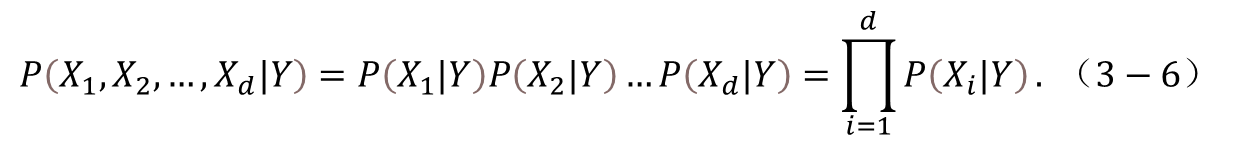 P(X₁, X₂, …, X_d|Y) = P(X₁|Y)P(X₂|Y) … P(X_d|Y) = ∏_{i=1}^{d} P(X_i|Y) . （3 − 6）